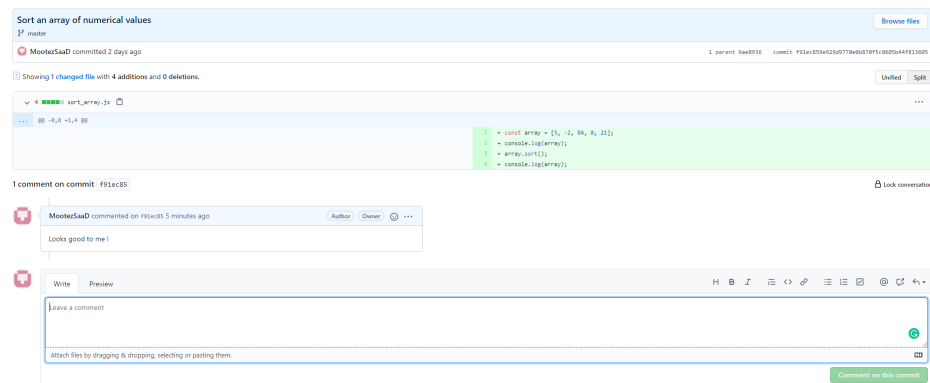 Sort an array of numerical values
Browse files
master
MootezSaaD committed 2 days ago
1 parent 9ae8936 commit f91ec859e929d9770e0b870f5c0605b44f813605
Showing 1 changed file with 4 additions and 0 deletions.
Unified Split
4 sort_array.js
... @@ -0,0 +1,4 @@
1 + const array = [5, -2, 84, 0, 21];
2 + console.log(array);
3 + array.sort();
4 + console.log(array);
1 comment on commit f91ec85
Lock conversation
MootezSaaD commented on f91ec85 5 minutes ago
Author Owner
Looks good to me !
Write Preview
Leave a comment
Attach files by dragging & dropping, selecting or pasting them.
Comment on this commit